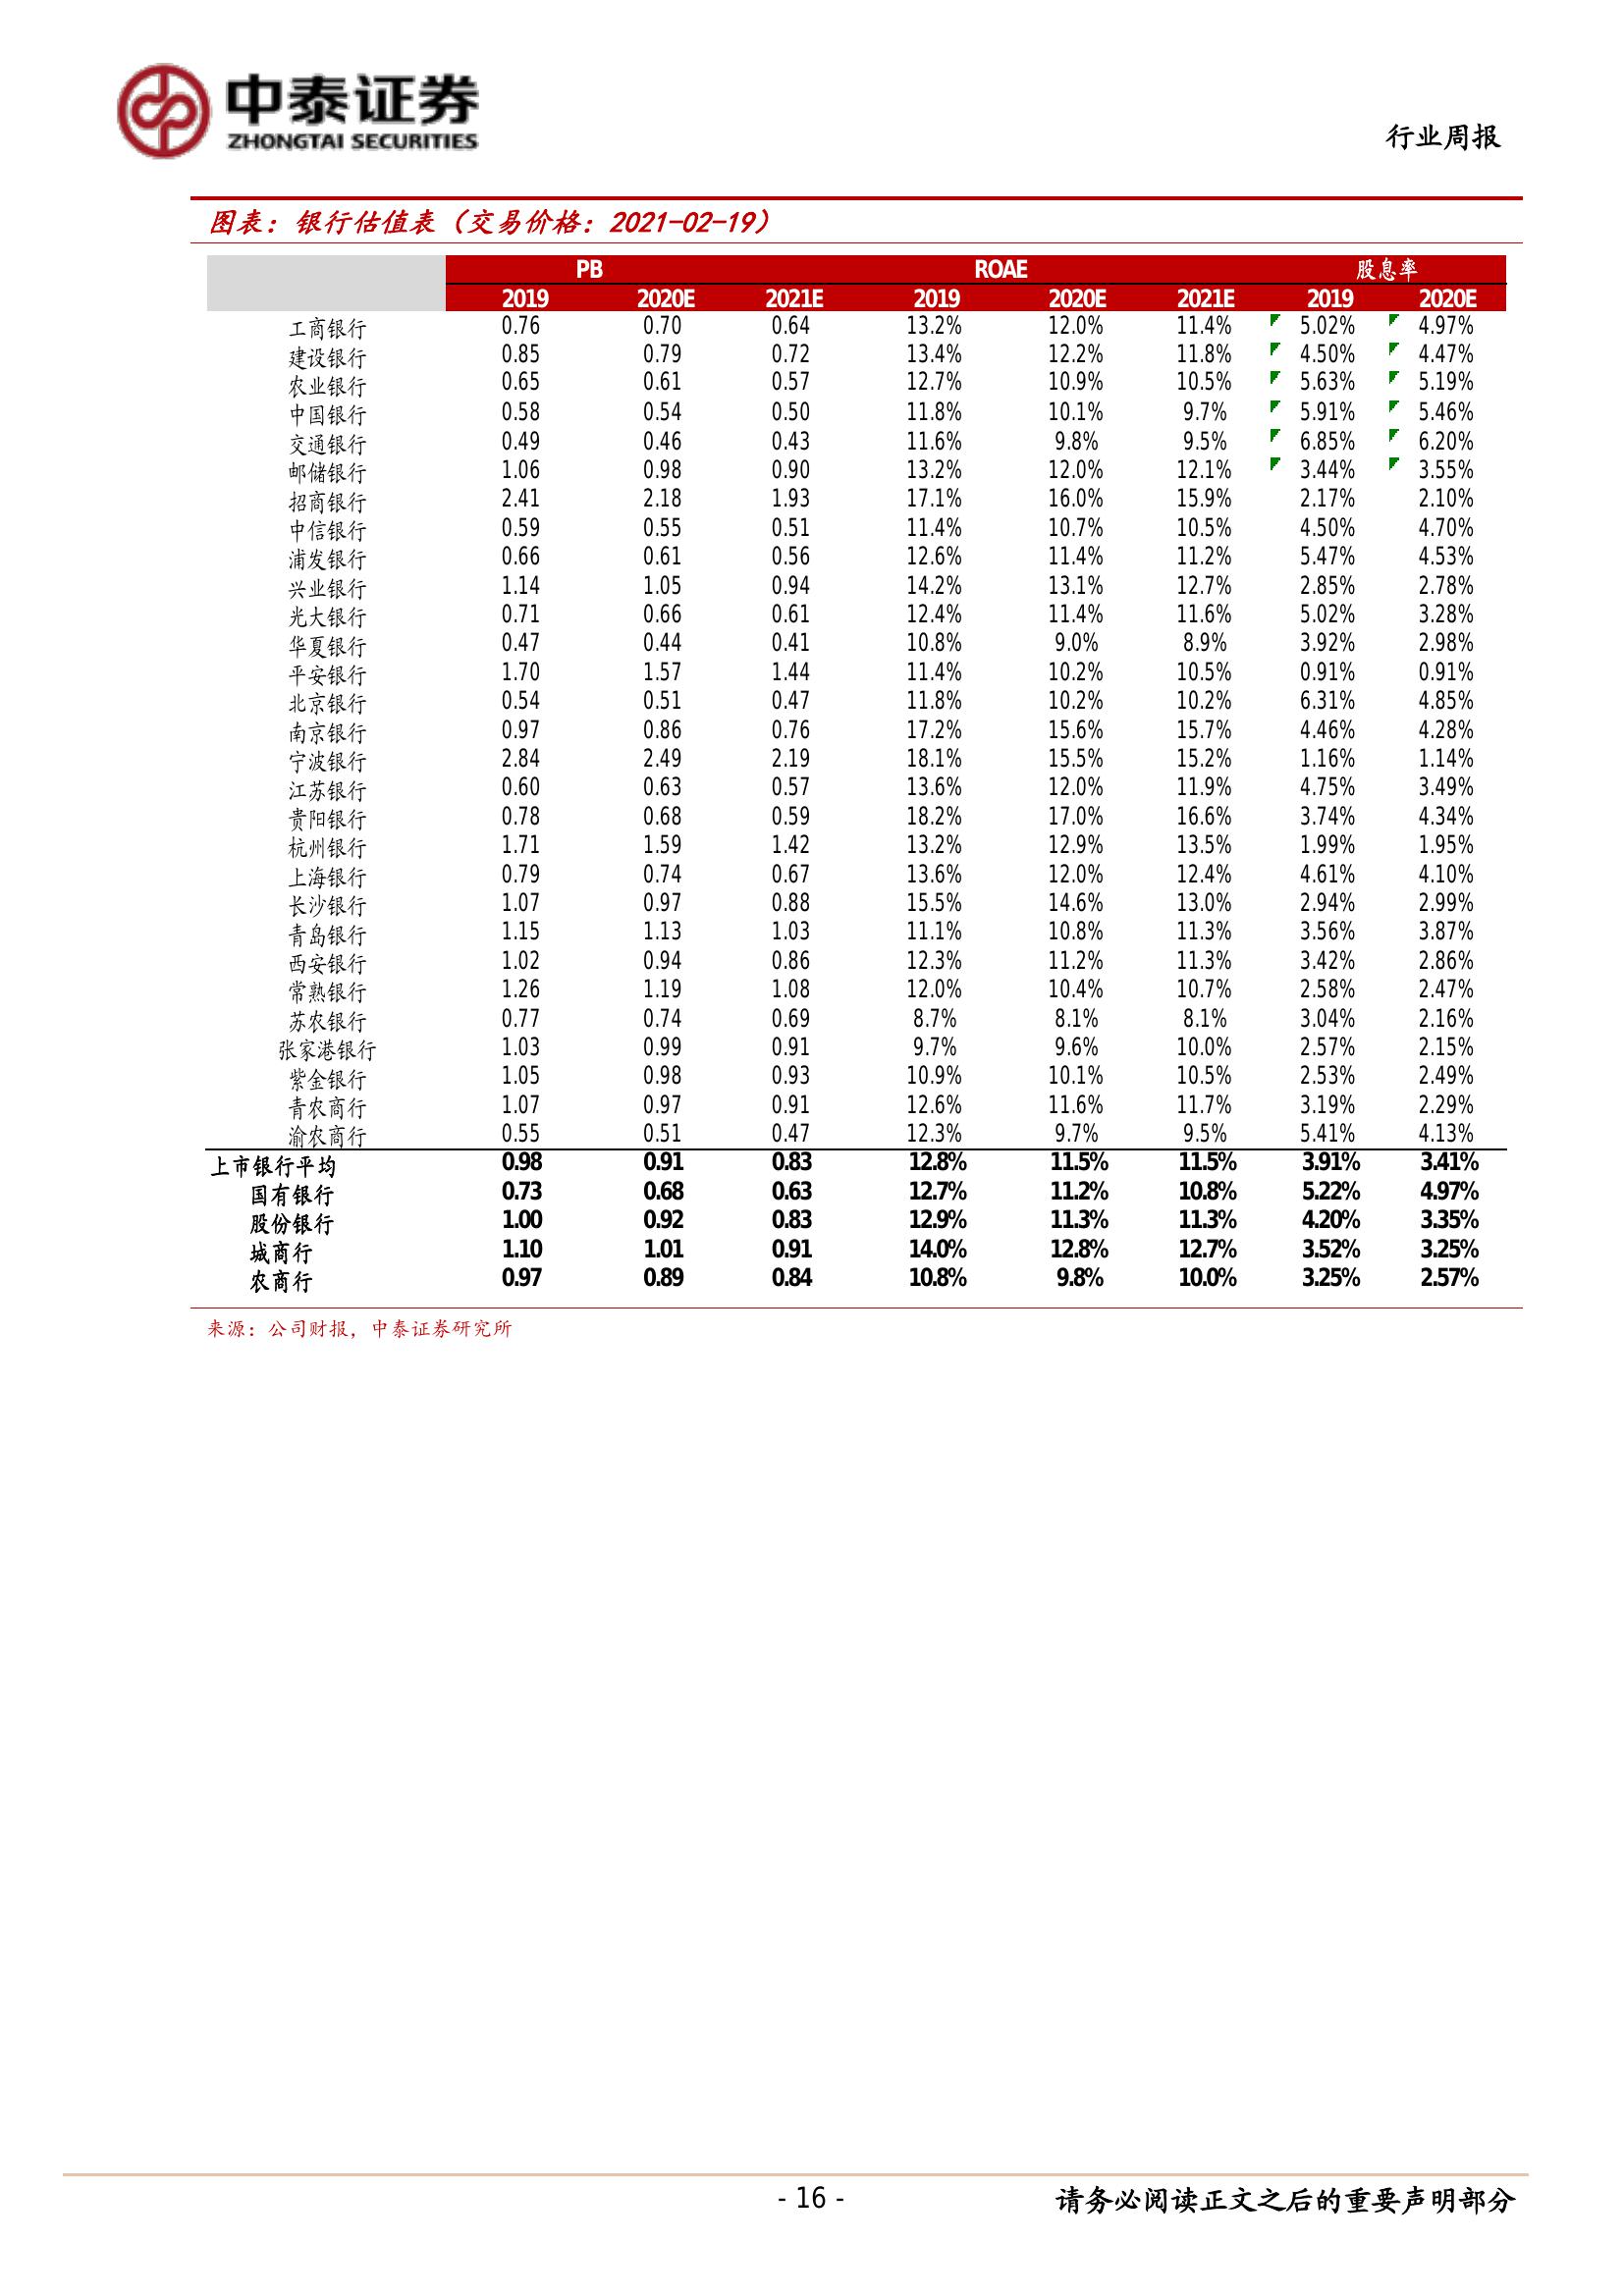 中泰证券
ZHONGTAI SECURITIES
行业周报
图表：银行估值表（交易价格：2021-02-19）
PB ROAE 股息率
2019 2020E 2021E 2019 2020E 2021E 2019 2020E
工商银行 0.76 0.70 0.64 13.2% 12.0% 11.4% 5.02% 4.97%
建设银行 0.85 0.79 0.72 13.4% 12.2% 11.8% 4.50% 4.47%
农业银行 0.65 0.61 0.57 12.7% 10.9% 10.5% 5.63% 5.19%
中国银行 0.58 0.54 0.50 11.8% 10.1% 9.7% 5.91% 5.46%
交通银行 0.49 0.46 0.43 11.6% 9.8% 9.5% 6.85% 6.20%
邮储银行 1.06 0.98 0.90 13.2% 12.0% 12.1% 3.44% 3.55%
招商银行 2.41 2.18 1.93 17.1% 16.0% 15.9% 2.17% 2.10%
中信银行 0.59 0.55 0.51 11.4% 10.7% 10.5% 4.50% 4.70%
浦发银行 0.66 0.61 0.56 12.6% 11.4% 11.2% 5.47% 4.53%
兴业银行 1.14 1.05 0.94 14.2% 13.1% 12.7% 2.85% 2.78%
光大银行 0.71 0.66 0.61 12.4% 11.4% 11.6% 5.02% 3.28%
华夏银行 0.47 0.44 0.41 10.8% 9.0% 8.9% 3.92% 2.98%
平安银行 1.70 1.57 1.44 11.4% 10.2% 10.5% 0.91% 0.91%
北京银行 0.54 0.51 0.47 11.8% 10.2% 10.2% 6.31% 4.85%
南京银行 0.97 0.86 0.76 17.2% 15.6% 15.7% 4.46% 4.28%
宁波银行 2.84 2.49 2.19 18.1% 15.5% 15.2% 1.16% 1.14%
江苏银行 0.60 0.63 0.57 13.6% 12.0% 11.9% 4.75% 3.49%
贵阳银行 0.78 0.68 0.59 18.2% 17.0% 16.6% 3.74% 4.34%
杭州银行 1.71 1.59 1.42 13.2% 12.9% 13.5% 1.99% 1.95%
上海银行 0.79 0.74 0.67 13.6% 12.0% 12.4% 4.61% 4.10%
长沙银行 1.07 0.97 0.88 15.5% 14.6% 13.0% 2.94% 2.99%
青岛银行 1.15 1.13 1.03 11.1% 10.8% 11.3% 3.56% 3.87%
西安银行 1.02 0.94 0.86 12.3% 11.2% 11.3% 3.42% 2.86%
常熟银行 1.26 1.19 1.08 12.0% 10.4% 10.7% 2.58% 2.47%
苏农银行 0.77 0.74 0.69 8.7% 8.1% 8.1% 3.04% 2.16%
张家港银行 1.03 0.99 0.91 9.7% 9.6% 10.0% 2.57% 2.15%
紫金银行 1.05 0.98 0.93 10.9% 10.1% 10.5% 2.53% 2.49%
青农商行 1.07 0.97 0.91 12.6% 11.6% 11.7% 3.19% 2.29%
渝农商行 0.55 0.51 0.47 12.3% 9.7% 9.5% 5.41% 4.13%
上市银行平均 0.98 0.91 0.83 12.8% 11.5% 11.5% 3.91% 3.41%
国有银行 0.73 0.68 0.63 12.7% 11.2% 10.8% 5.22% 4.97%
股份银行 1.00 0.92 0.83 12.9% 11.3% 11.3% 4.20% 3.35%
城商行 1.10 1.01 0.91 14.0% 12.8% 12.7% 3.52% 3.25%
农商行 0.97 0.89 0.84 10.8% 9.8% 10.0% 3.25% 2.57%
来源：公司财报，中泰证券研究所
- 16 -
请务必阅读正文之后的重要声明部分